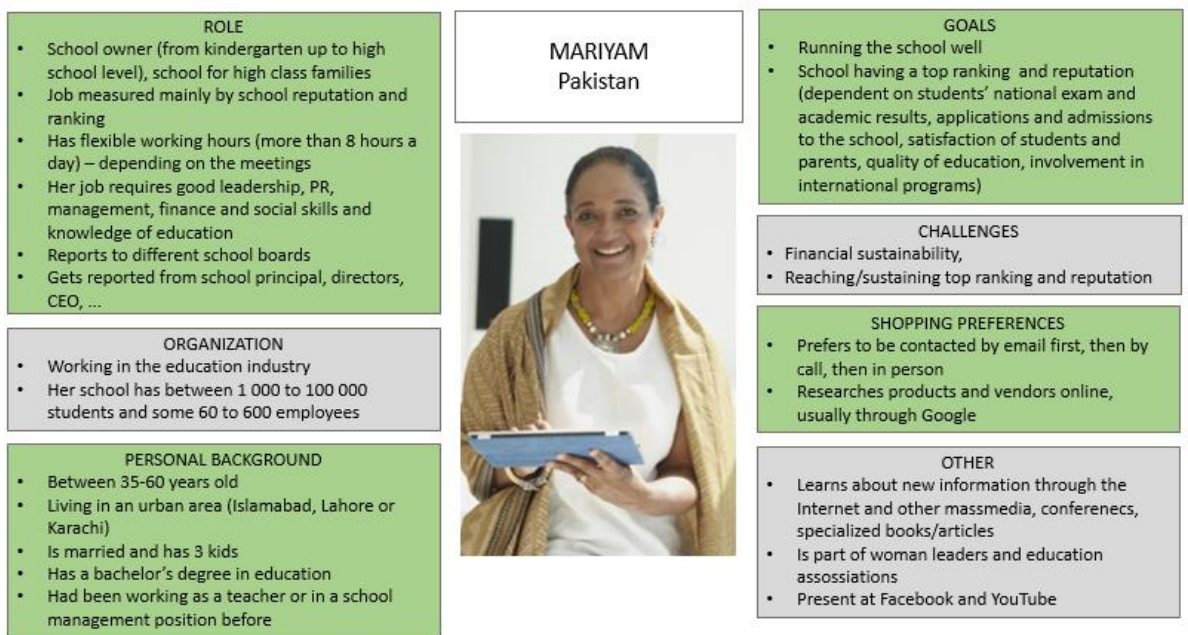 ROLE
• School owner (from kindergarten up to high
school level), school for high class families
• Job measured mainly by school reputation and
ranking
• Has flexible working hours (more than 8 hours a
day) – depending on the meetings
• Her job requires good leadership, PR,
management, finance and social skills and
knowledge of education
• Reports to different school boards
• Gets reported from school principal, directors,
CEO, ...
ORGANIZATION
• Working in the education industry
• Her school has between 1 000 to 100 000
students and some 60 to 600 employees
PERSONAL BACKGROUND
• Between 35-60 years old
• Living in an urban area (Islamabad, Lahore or
Karachi)
• Is married and has 3 kids
• Has a bachelor's degree in education
• Had been working as a teacher or in a school
management position before
MARIYAM
Pakistan
GOALS
• Running the school well
• School having a top ranking and reputation
(dependent on students' national exam and
academic results, applications and admissions
to the school, satisfaction of students and
parents, quality of education, involvement in
international programs)
CHALLENGES
• Financial sustainability,
• Reaching/sustaining top ranking and reputation
SHOPPING PREFERENCES
• Prefers to be contacted by email first, then by
call, then in person
• Researches products and vendors online,
usually through Google
OTHER
• Learns about new information through the
Internet and other massmedia, conferenecs,
specialized books/articles
• Is part of woman leaders and education
assossiations
• Present at Facebook and YouTube